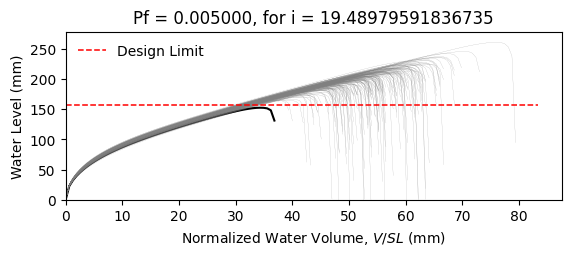 Pf = 0.005000, for i = 19.48979591836735
Design Limit
Water Level (mm)
250
200
150
100
50
0
0 10 20 30 40 50 60 70 80
Normalized Water Volume, V/SL (mm)